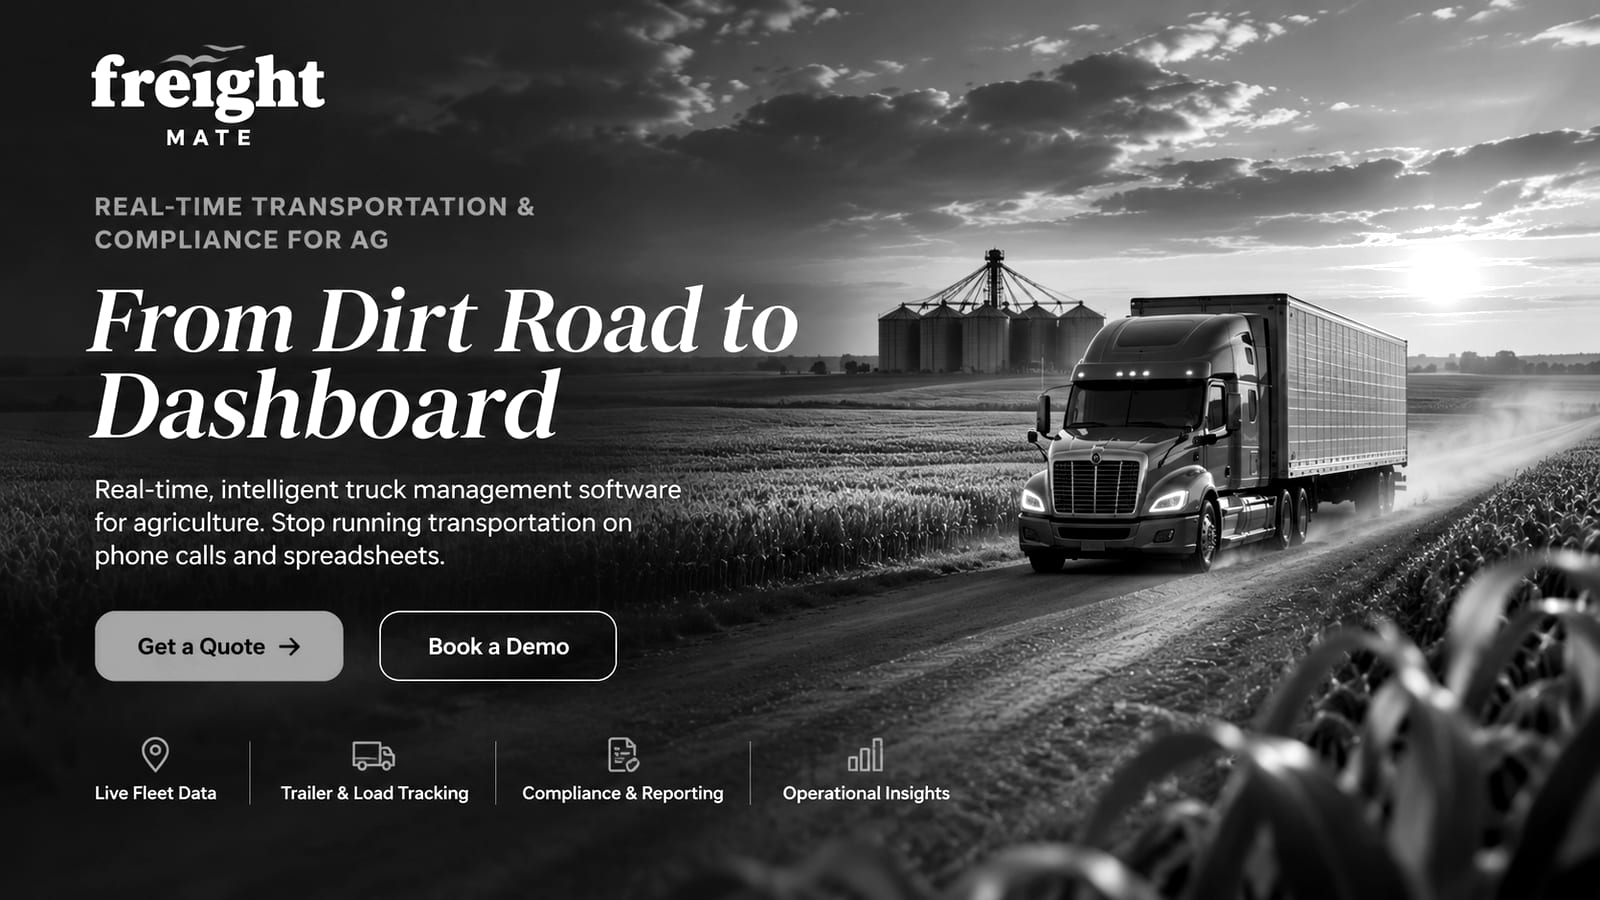 freight
MATE
REAL-TIME TRANSPORTATION &
COMPLIANCE FOR AG
From Dirt Road to
Dashboard
Real-time, intelligent truck management software
for agriculture. Stop running transportation on
phone calls and spreadsheets.
Get a Quote →
Book a Demo
Live Fleet Data
Trailer & Load Tracking
Compliance & Reporting
Operational Insights